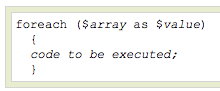 foreach ($array as $value)
{
code to be executed;
}